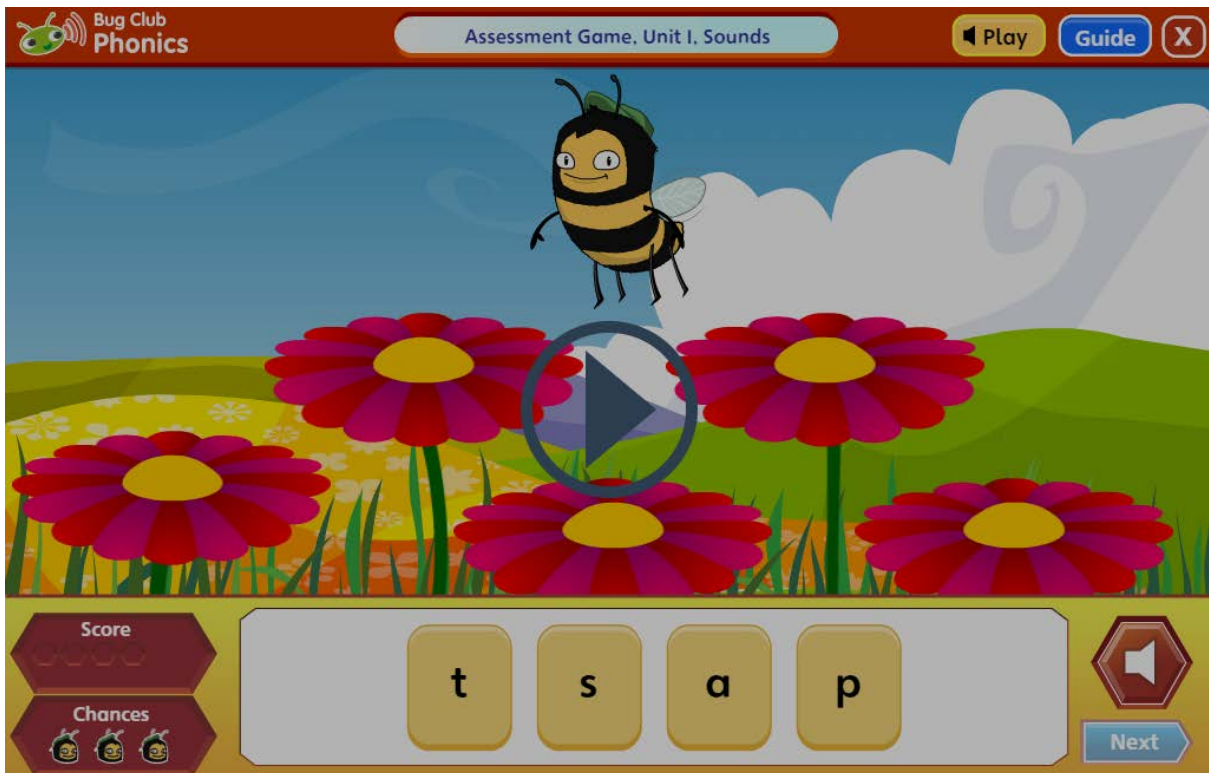 Bug Club
Phonics
Assessment Game, Unit 1, Sounds
Play
Guide
X
Score
Chances
t s a p
Next